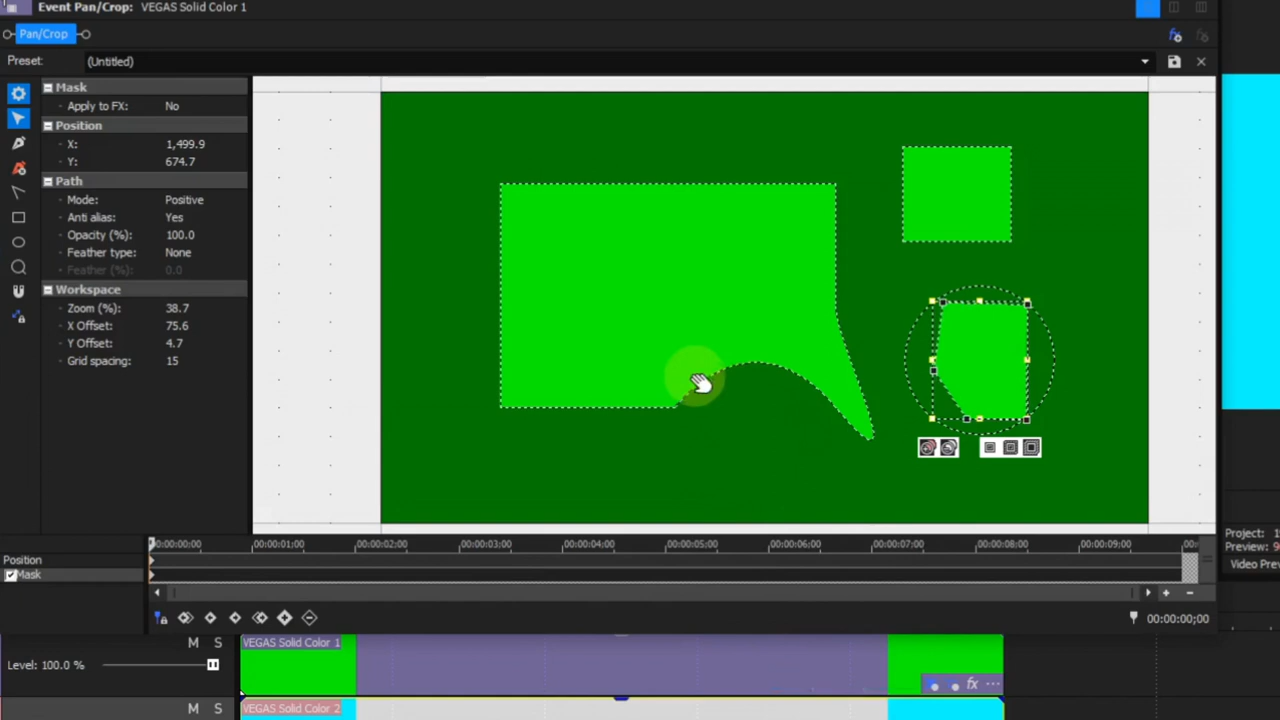 Event Pan/Crop: VEGAS Solid Color 1
Pan/Crop
Preset: (Untitled)
Mask
Apply to FX: No
Position
X: 1,499.9
Y: 674.7
Path
Mode: Positive
Anti alias: Yes
Opacity (%): 100.0
Feather type: None
Feather (%): 0.0
Workspace
Zoom (%): 38.7
X Offset: 75.6
Y Offset: 4.7
Grid spacing: 15
00:00:00;00 00:00:01;00 00:00:02;00 00:00:03;00 00:00:04;00 00:00:05;00 00:00:06;00 00:00:07;00 00:00:08;00 00:00:09;00
Position
Mask
00:00:00;00
Project: 1
Preview: 9
Video Prev
M S VEGAS Solid Color 1
Level: 100.0 %
fx ...
M S VEGAS Solid Color 2